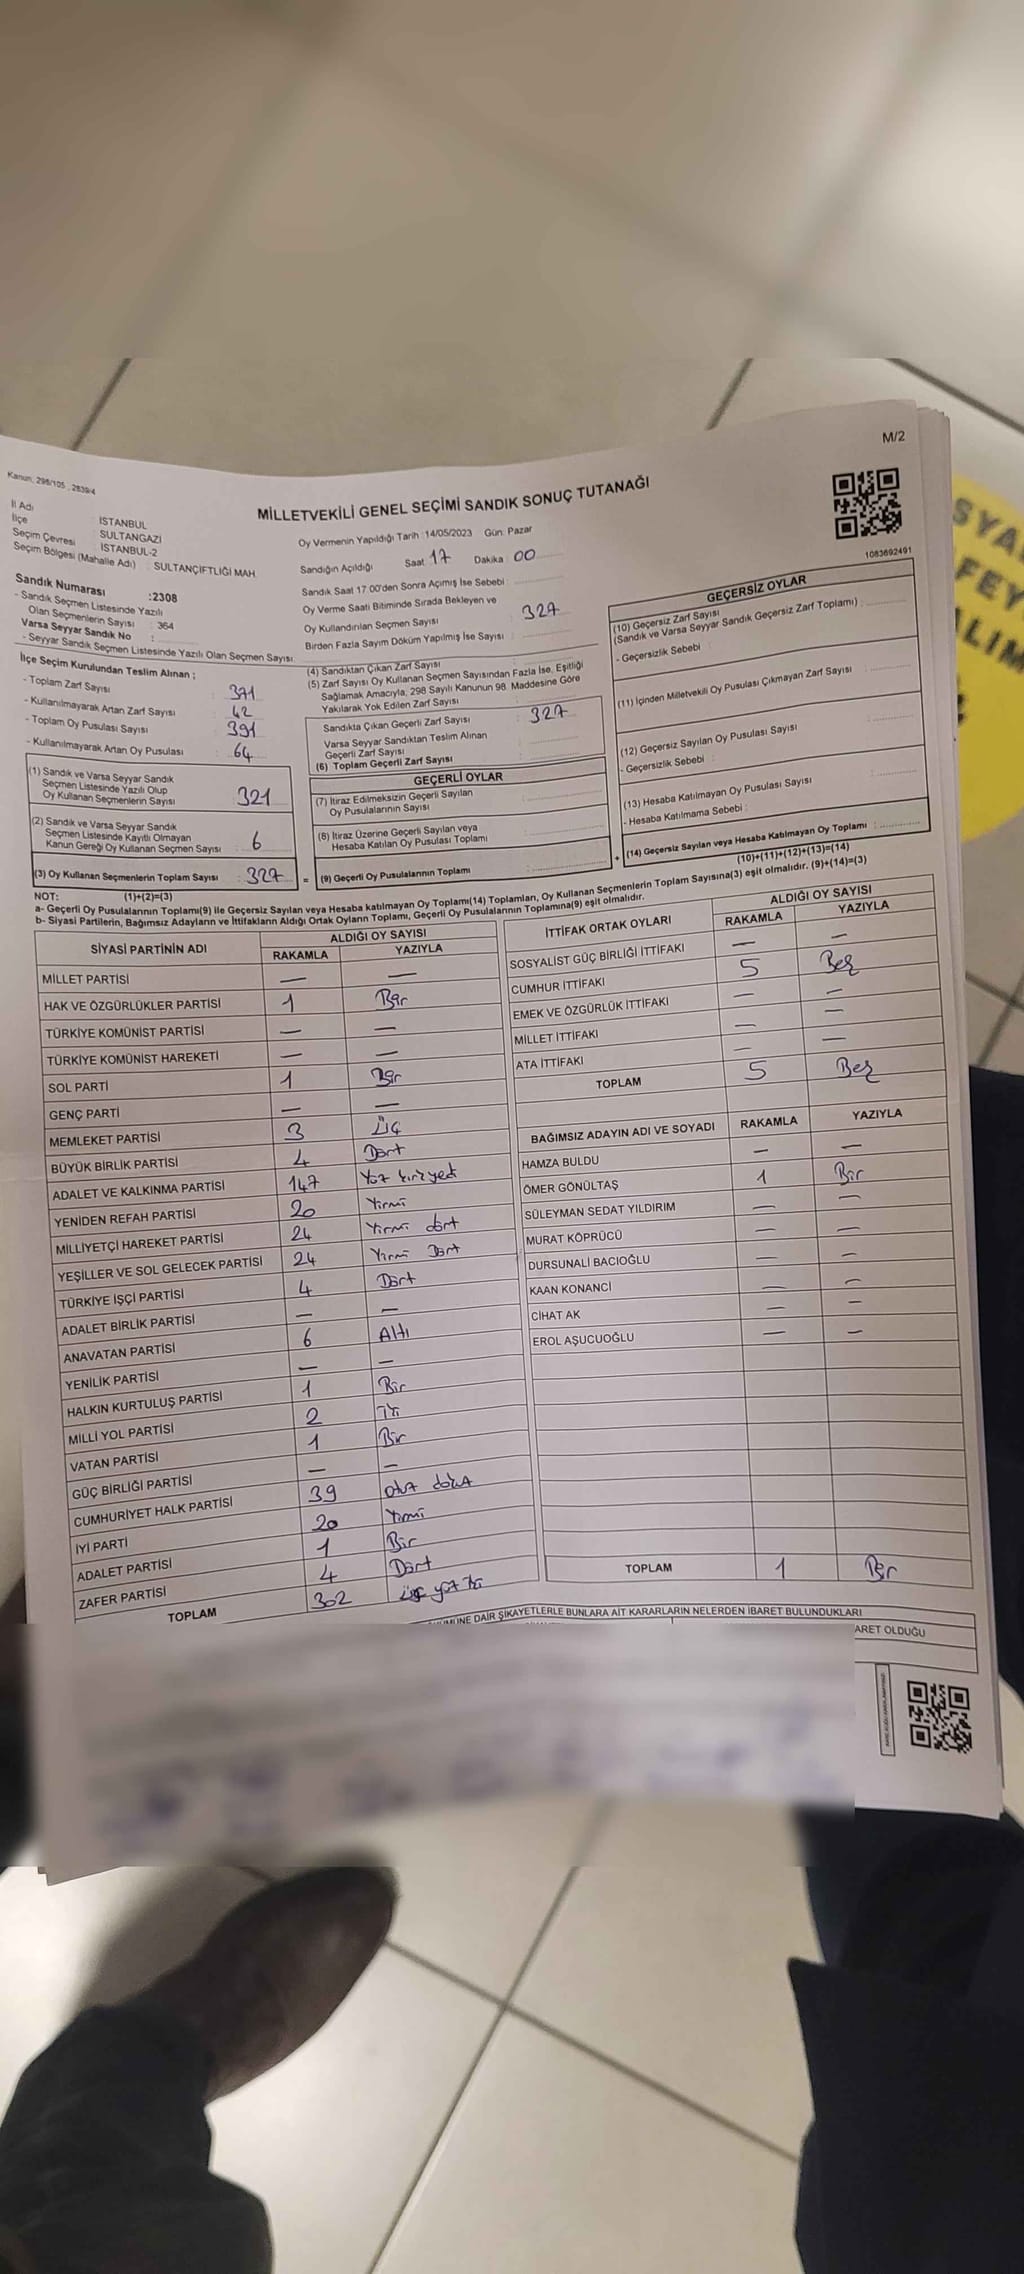 M/2
Kanun, 298/105 , 2839/4
MİLLETVEKİLİ GENEL SEÇİMİ SANDIK SONUÇ TUTANAĞI
1083692491
İl Adı : İSTANBUL
İlçe : SULTANGAZİ
Seçim Çevresi : İSTANBUL-2
Seçim Bölgesi (Mahalle Adı) : SULTANÇİFTLİĞİ MAH.
Sandık Numarası :2308
- Sandık Seçmen Listesinde Yazılı
Olan Seçmenlerin Sayısı : 364
Varsa Seyyar Sandık No :
- Seyyar Sandık Seçmen Listesinde Yazılı Olan Seçmen Sayısı
Oy Vermenin Yapıldığı Tarih :14/05/2023 Gün: Pazar
Sandığın Açıldığı Saat 17 Dakika : 00
Sandık Saat 17.00'den Sonra Açımış İse Sebebi :
Oy Verme Saati Bitiminde Sırada Bekleyen ve
Oy Kullandırılan Seçmen Sayısı : 327
Birden Fazla Sayım Döküm Yapılmış İse Sayısı :
İlçe Seçim Kurulundan Teslim Alınan ;
- Toplam Zarf Sayısı : 371
- Kullanılmayarak Artan Zarf Sayısı : 42
- Toplam Oy Pusulası Sayısı : 391
- Kullanılmayarak Artan Oy Pusulası : 64
(1) Sandık ve Varsa Seyyar Sandık
Seçmen Listesinde Yazılı Olup
Oy Kullanan Seçmenlerin Sayısı : 321
(2) Sandık ve Varsa Seyyar Sandık
Seçmen Listesinde Kayıtlı Olmayan
Kanun Gereği Oy Kullanan Seçmen Sayısı : 6
(3) Oy Kullanan Seçmenlerin Toplam Sayısı : 327
(1)+(2)=(3)
(4) Sandıktan Çıkan Zarf Sayısı
(5) Zarf Sayısı Oy Kullanan Seçmen Sayısından Fazla İse, Eşitliği
Sağlamak Amacıyla, 298 Sayılı Kanunun 98. Maddesine Göre
Yakılarak Yok Edilen Zarf Sayısı :
Sandıkta Çıkan Geçerli Zarf Sayısı : 327
Varsa Seyyar Sandıktan Teslim Alınan
Geçerli Zarf Sayısı
(6) Toplam Geçerli Zarf Sayısı
GEÇERLİ OYLAR
(7) İtiraz Edilmeksizin Geçerli Sayılan
Oy Pusulalarının Sayısı
(8) İtiraz Üzerine Geçerli Sayılan veya
Hesaba Katılan Oy Pusulası Toplamı
= (9) Geçerli Oy Pusulalarının Toplamı
GEÇERSİZ OYLAR
(10) Geçersiz Zarf Sayısı
(Sandık ve Varsa Seyyar Sandık Geçersiz Zarf Toplamı) :
- Geçersizlik Sebebi :
(11) İçinden Milletvekili Oy Pusulası Çıkmayan Zarf Sayısı
(12) Geçersiz Sayılan Oy Pusulası Sayısı
- Geçersizlik Sebebi :
(13) Hesaba Katılmayan Oy Pusulası Sayısı :
- Hesaba Katılmama Sebebi :
+ (14) Geçersiz Sayılan veya Hesaba Katılmayan Oy Toplamı :
(10)+(11)+(12)+(13)=(14)
NOT:
a- Geçerli Oy Pusulalarının Toplamı(9) ile Geçersiz Sayılan veya Hesaba katılmayan Oy Toplamı(14) Toplamları, Oy Kullanan Seçmenlerin Toplam Sayısına(3) eşit olmalıdır. (9)+(14)=(3)
b- Siyasi Partilerin, Bağımsız Adayların ve İttifakların Aldığı Ortak Oyların Toplamı, Geçerli Oy Pusulalarının Toplamına(9) eşit olmalıdır.
SİYASİ PARTİNİN ADI ALDIĞI OY SAYISI
RAKAMLA YAZIYLA
MİLLET PARTİSİ — —
HAK VE ÖZGÜRLÜKLER PARTİSİ 1 Bir
TÜRKİYE KOMÜNİST PARTİSİ — —
TÜRKİYE KOMÜNİST HAREKETİ — —
SOL PARTİ 1 Bir
GENÇ PARTİ — —
MEMLEKET PARTİSİ 3 Üç
BÜYÜK BİRLİK PARTİSİ 4 Dört
ADALET VE KALKINMA PARTİSİ 147 Yüz kırkyedi
YENİDEN REFAH PARTİSİ 20 Yirmi
MİLLİYETÇİ HAREKET PARTİSİ 24 Yirmi dört
YEŞİLLER VE SOL GELECEK PARTİSİ 24 Yirmi Dört
TÜRKİYE İŞÇİ PARTİSİ 4 Dört
ADALET BİRLİK PARTİSİ — —
ANAVATAN PARTİSİ 6 Altı
YENİLİK PARTİSİ — —
HALKIN KURTULUŞ PARTİSİ 1 Bir
MİLLİ YOL PARTİSİ 2 İki
VATAN PARTİSİ 1 Bir
GÜÇ BİRLİĞİ PARTİSİ — —
CUMHURİYET HALK PARTİSİ 39 otuz dokuz
İYİ PARTİ 20 Yirmi
ADALET PARTİSİ 1 Bir
ZAFER PARTİSİ 4 Dört
TOPLAM 302 üç yüz iki
İTTİFAK ORTAK OYLARI ALDIĞI OY SAYISI
RAKAMLA YAZIYLA
SOSYALİST GÜÇ BİRLİĞİ İTTİFAKI — —
CUMHUR İTTİFAKI 5 Beş
EMEK VE ÖZGÜRLÜK İTTİFAKI — —
MİLLET İTTİFAKI — —
ATA İTTİFAKI — —
TOPLAM 5 Beş
BAĞIMSIZ ADAYIN ADI VE SOYADI RAKAMLA YAZIYLA
HAMZA BULDU — —
ÖMER GÖNÜLTAŞ 1 Bir
SÜLEYMAN SEDAT YILDIRIM — —
MURAT KÖPRÜCÜ — —
DURSUNALİ BACIOĞLU — —
KAAN KONANCİ — —
CİHAT AK — —
EROL AŞUCUOĞLU — —
TOPLAM 1 Bir
DAİR ŞİKAYETLERLE BUNLARA AİT KARARLARIN NELERDEN İBARET BULUNDUKLARI
ARET OLDUĞU